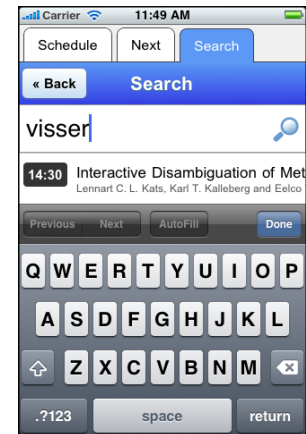 Carrier 11:49 AM
Schedule Next Search
« Back Search
visser
14:30 Interactive Disambiguation of Met
Lennart C. L. Kats, Karl T. Kalleberg and Eelco
Previous Next AutoFill Done
Q W E R T Y U I O P
A S D F G H J K L
Z X C V B N M
.?123 space return